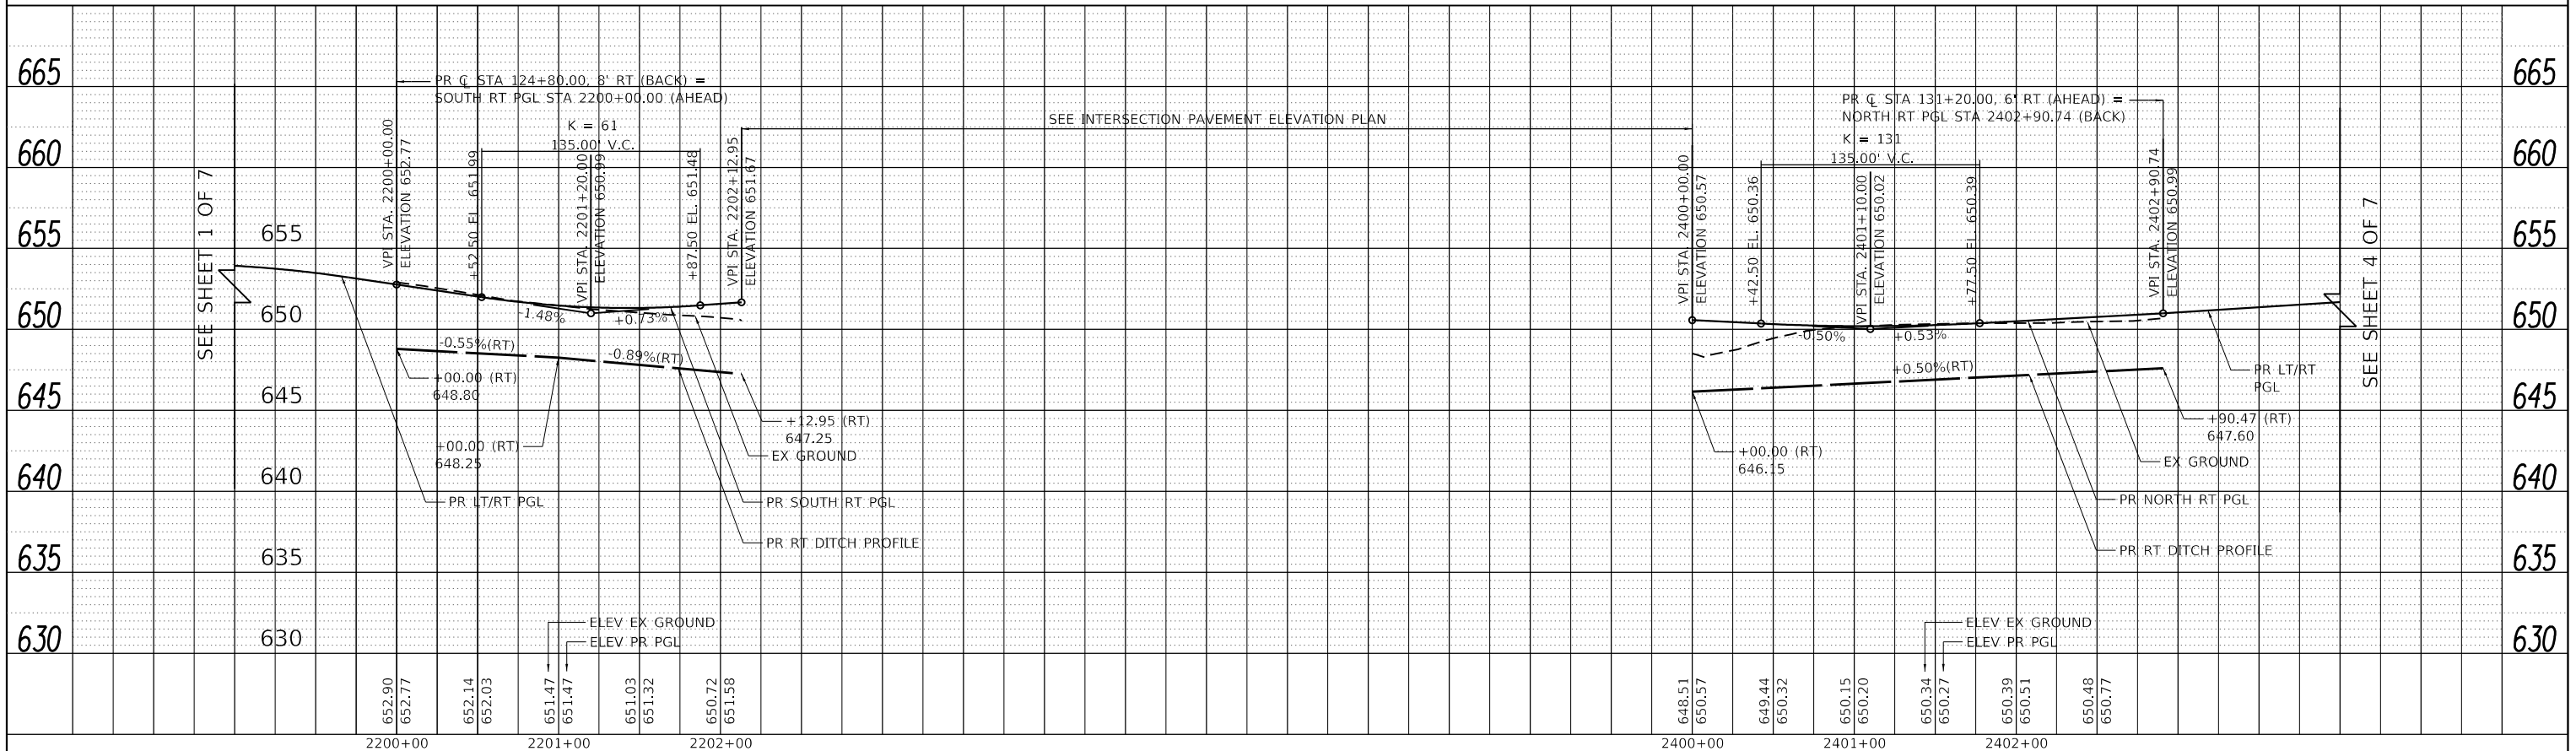 665
660
655
650
645
640
635
630
SEE SHEET 1 OF 7
655
650
645
640
635
630
PR ℄ STA 124+80.00, 8' RT (BACK) =
SOUTH RT PGL STA 2200+00.00 (AHEAD)
K = 61
135.00' V.C.
VPI STA. 2200+00.00
ELEVATION 652.77
+52.50 EL. 651.99
VPI STA. 2201+20.00
ELEVATION 650.99
+87.50 EL. 651.48
VPI STA. 2202+12.95
ELEVATION 651.67
SEE INTERSECTION PAVEMENT ELEVATION PLAN
-1.48%
+0.73%
-0.55%(RT)
-0.89%(RT)
+00.00 (RT)
648.80
+00.00 (RT)
648.25
+12.95 (RT)
647.25
EX GROUND
PR LT/RT PGL
PR SOUTH RT PGL
PR RT DITCH PROFILE
ELEV EX GROUND
ELEV PR PGL
652.90
652.77
652.14
652.03
651.47
651.47
651.03
651.32
650.72
651.58
2200+00
2201+00
2202+00
PR ℄ STA 131+20.00, 6' RT (AHEAD) =
NORTH RT PGL STA 2402+90.74 (BACK)
K = 131
135.00' V.C.
VPI STA. 2400+00.00
ELEVATION 650.57
+42.50 EL. 650.36
VPI STA. 2401+10.00
ELEVATION 650.02
+77.50 EL. 650.39
VPI STA. 2402+90.74
ELEVATION 650.99
-0.50%
+0.53%
+0.50%(RT)
+00.00 (RT)
646.15
PR LT/RT
PGL
+90.47 (RT)
647.60
EX GROUND
PR NORTH RT PGL
PR RT DITCH PROFILE
ELEV EX GROUND
ELEV PR PGL
648.51
650.57
649.44
650.32
650.15
650.20
650.34
650.27
650.39
650.51
650.48
650.77
2400+00
2401+00
2402+00
SEE SHEET 4 OF 7
665
660
655
650
645
640
635
630